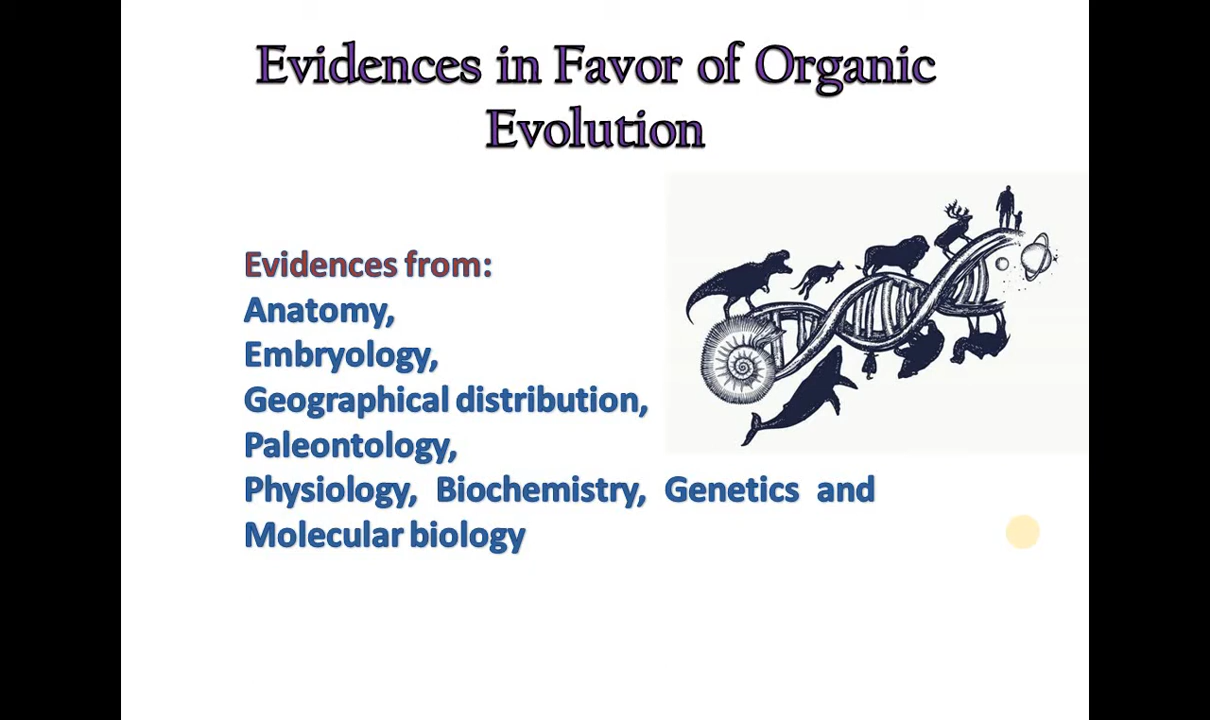 Evidences in Favor of Organic
Evolution
Evidences from:
Anatomy,
Embryology,
Geographical distribution,
Paleontology,
Physiology, Biochemistry, Genetics and
Molecular biology